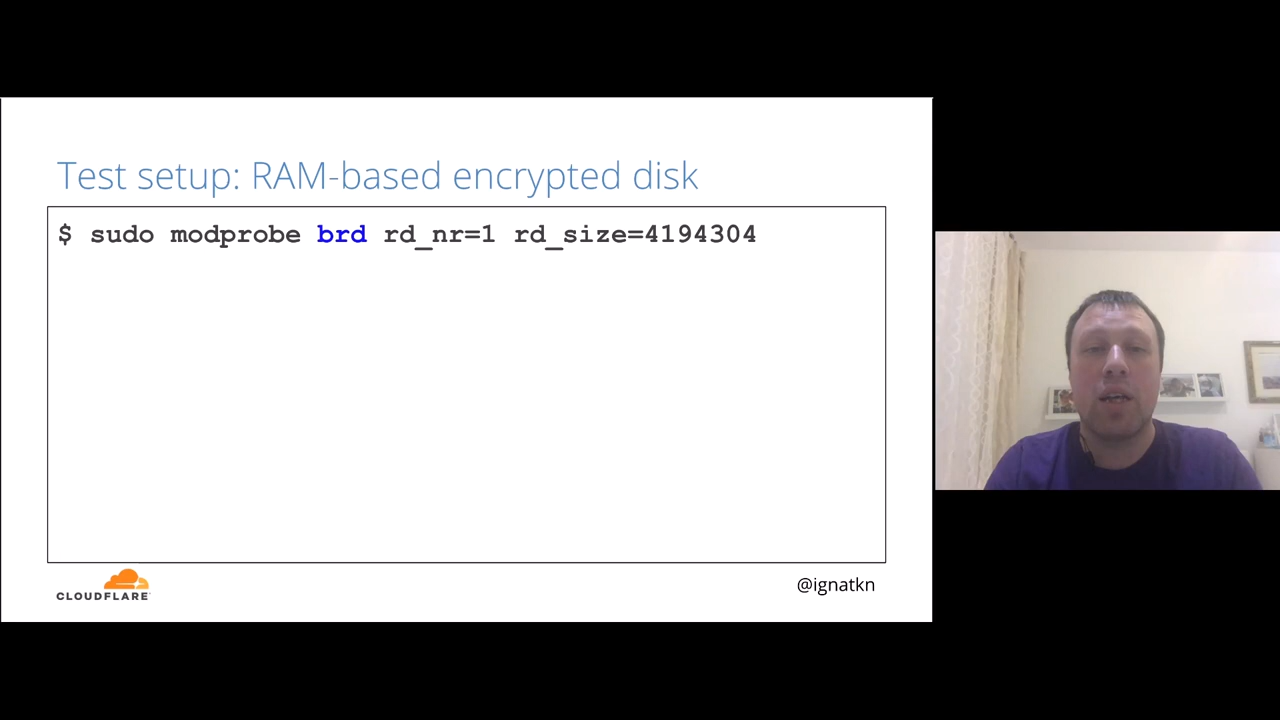 Test setup: RAM-based encrypted disk
$ sudo modprobe brd rd_nr=1 rd_size=4194304
CLOUDFLARE
@ignatkn